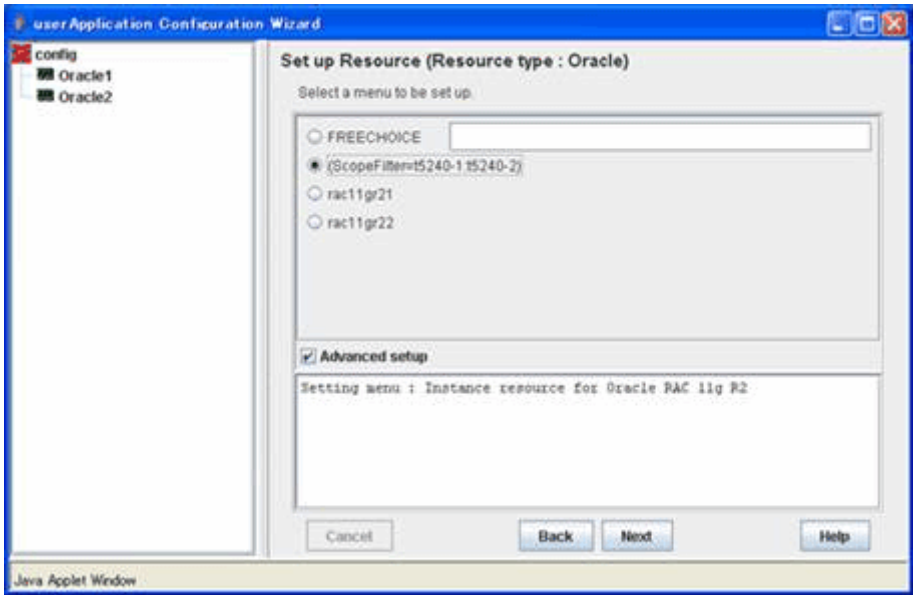 userApplication Configuration Wizard
config
Oracle1
Oracle2
Set up Resource (Resource type : Oracle)
Select a menu to be set up.
FREECHOICE
(ScopeFilter=t5240-1:t5240-2)
rac11gr21
rac11gr22
Advanced setup
Setting menu : Instance resource for Oracle RAC 11g R2
Cancel
Back
Next
Help
Java Applet Window